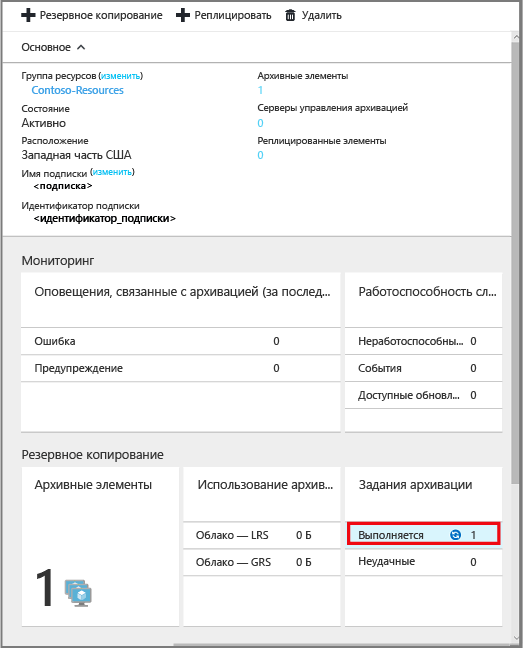 Резервное копирование Реплицировать Удалить
Основное
Группа ресурсов (изменить)
Contoso-Resources
Состояние
Активно
Расположение
Западная часть США
Имя подписки (изменить)
<подписка>
Идентификатор подписки
<идентификатор_подписки>
Архивные элементы
1
Серверы управления архивацией
0
Реплицированные элементы
0
Мониторинг
Оповещения, связанные с архивацией (за послед...
Ошибка 0
Предупреждение 0
Работоспособность сл...
Неработоспособны... 0
События 0
Доступные обновл... 0
Резервное копирование
Архивные элементы
1
Использование архив...
Облако — LRS 0 Б
Облако — GRS 0 Б
Задания архивации
Выполняется 1
Неудачные 0